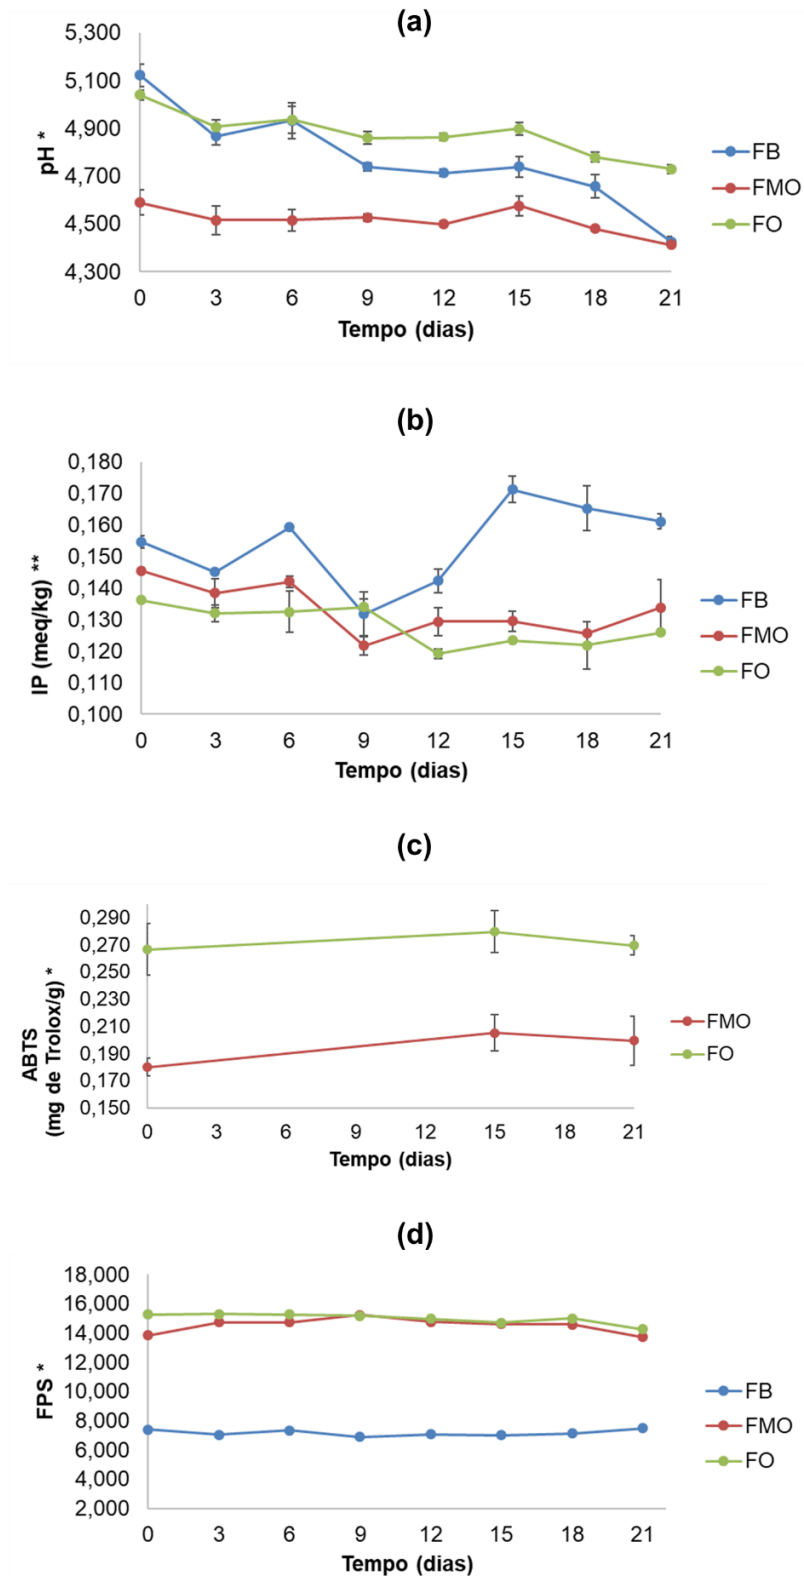 (a)
5,300
5,100
4,900
4,700
4,500
4,300
pH *
0 3 6 9 12 15 18 21
Tempo (dias)
FB
FMO
FO
(b)
0,180
0,170
0,160
0,150
0,140
0,130
0,120
0,110
0,100
IP (meq/kg) **
0 3 6 9 12 15 18 21
Tempo (dias)
FB
FMO
FO
(c)
0,290
0,270
0,250
0,230
0,210
0,190
0,170
0,150
ABTS
(mg de Trolox/g) *
0 3 6 9 12 15 18 21
Tempo (dias)
FMO
FO
(d)
18,000
16,000
14,000
12,000
10,000
8,000
6,000
4,000
2,000
FPS *
0 3 6 9 12 15 18 21
Tempo (dias)
FB
FMO
FO